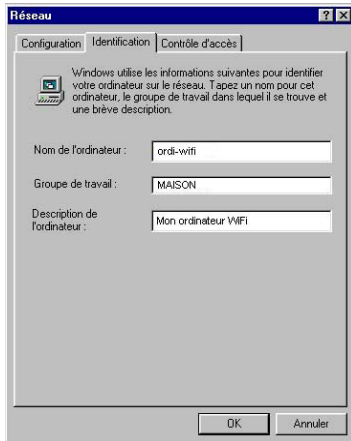 Réseau
Configuration Identification Contrôle d'accès
Windows utilise les informations suivantes pour identifier
votre ordinateur sur le réseau. Tapez un nom pour cet
ordinateur, le groupe de travail dans lequel il se trouve et
une brève description.
Nom de l'ordinateur : ordi-wifi
Groupe de travail : MAISON
Description de
l'ordinateur : Mon ordinateur WiFi
OK Annuler